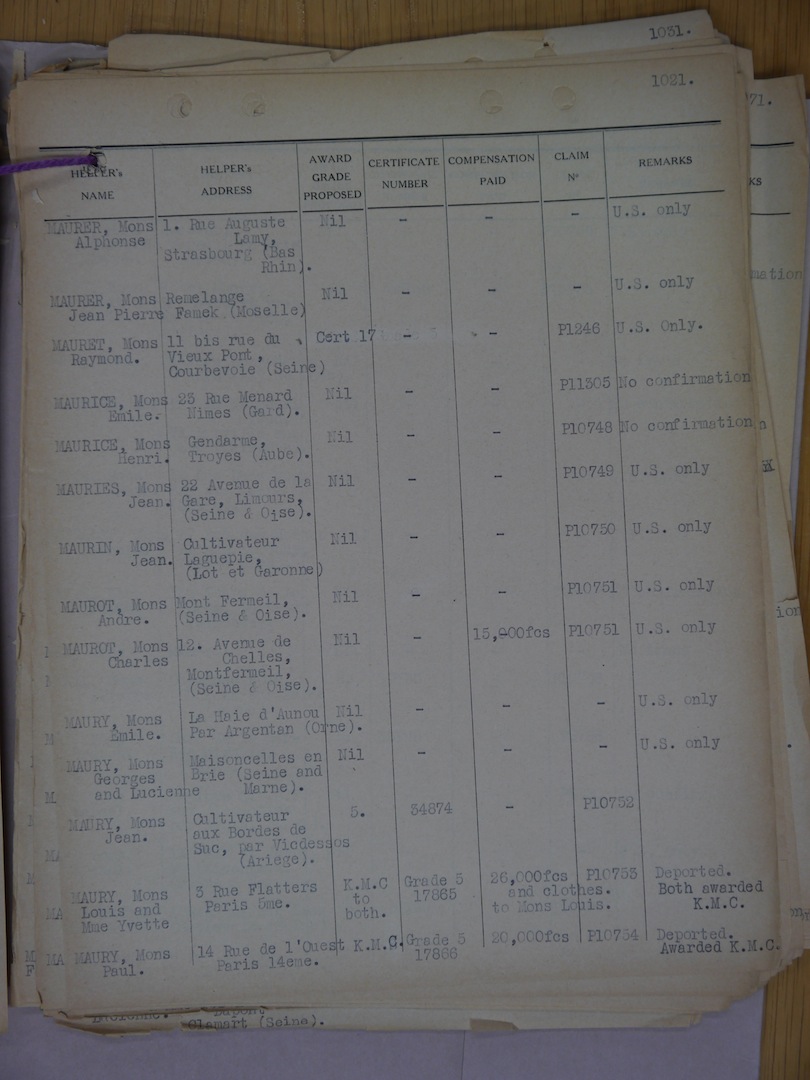 1031.
1021.
71.
HELPER's NAME
HELPER's ADDRESS
AWARD GRADE PROPOSED
CERTIFICATE NUMBER
COMPENSATION PAID
CLAIM Nº
REMARKS
KS
MAURER, Mons 1. Rue Auguste Nil - - - U.S. only
Alphonse Lamy,
Strasbourg (Bas
Rhin).
MAURER, Mons Remelange Nil - - - U.S. only
Jean Pierre Famek (Moselle)
MAURET, Mons 11 bis rue du Cert 17 - - P1246 U.S. Only.
Raymond. Vieux Pont,
Courbevoie (Seine)
MAURICE, Mons 23 Rue Menard Nil - - P11305 No confirmation
Emile. Nimes (Gard).
MAURICE, Mons Gendarme, Nil - - P10748 No confirmation
Henri. Troyes (Aube).
MAURIES, Mons 22 Avenue de la Nil - - P10749 U.S. only
Jean. Gare, Limours,
(Seine & Oise).
MAURIN, Mons Cultivateur Nil - - P10750 U.S. only
Jean. Laguepie,
(Lot et Garonne)
MAUROT, Mons Mont Fermeil, Nil - - P10751 U.S. only
Andre. (Seine & Oise).
MAUROT, Mons 12. Avenue de Nil - 15,000fcs P10751 U.S. only
Charles Chelles,
Montfermeil,
(Seine & Oise).
MAURY, Mons La Haie d'Aunou Nil - - - U.S. only
Emile. Par Argentan (Orne).
MAURY, Mons Maisoncelles en Nil - - - U.S. only
Georges Brie (Seine and
and Lucienne Marne).
MAURY, Mons Cultivateur 5. 34874 - P10752
Jean. aux Bordes de
Suc, par Vicdessos
(Ariege).
MAURY, Mons 3 Rue Flatters K.M.C Grade 5 26,000fcs P10753 Deported.
Louis and Paris 5me. to 17865 and clothes. Both awarded
Mme Yvette both. to Mons Louis. K.M.C.
MAURY, Mons 14 Rue de l'Ouest K.M.C. Grade 5 20,000fcs P10754 Deported.
Paul. Paris 14eme. 17866 Awarded K.M.C.
Clamart (Seine).